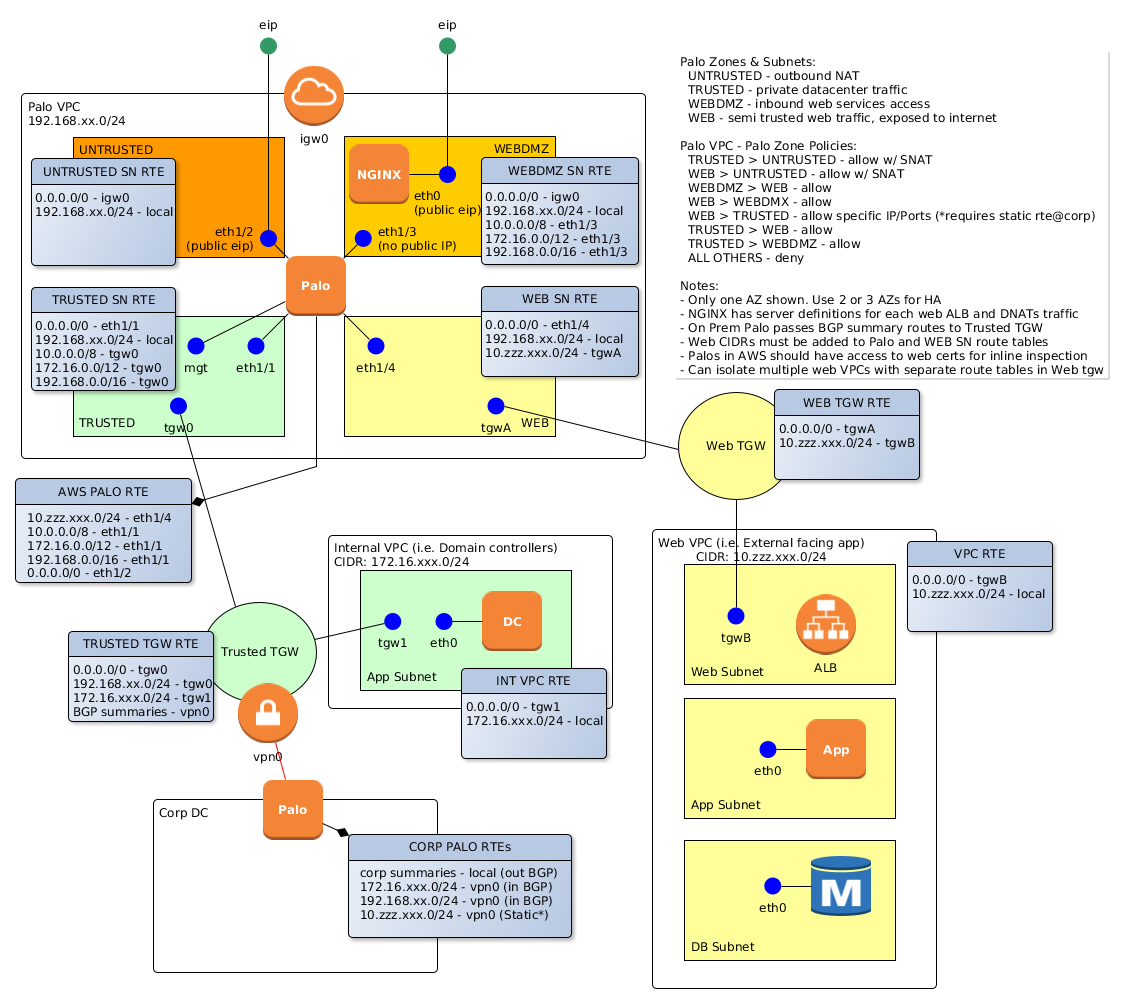 eip
eip
Palo VPC
192.168.xx.0/24
igw0
UNTRUSTED
UNTRUSTED SN RTE
0.0.0.0/0 - igw0
192.168.xx.0/24 - local
eth1/2
(public eip)
WEBDMZ
NGINX
eth0
(public eip)
eth1/3
(no public IP)
WEBDMZ SN RTE
0.0.0.0/0 - igw0
192.168.xx.0/24 - local
10.0.0.0/8 - eth1/3
172.16.0.0/12 - eth1/3
192.168.0.0/16 - eth1/3
Palo
TRUSTED SN RTE
0.0.0.0/0 - eth1/1
192.168.xx.0/24 - local
10.0.0.0/8 - tgw0
172.16.0.0/12 - tgw0
192.168.0.0/16 - tgw0
mgt
eth1/1
TRUSTED
tgw0
eth1/4
WEB SN RTE
0.0.0.0/0 - eth1/4
192.168.xx.0/24 - local
10.zzz.xxx.0/24 - tgwA
tgwA
WEB
Palo Zones & Subnets:
UNTRUSTED - outbound NAT
TRUSTED - private datacenter traffic
WEBDMZ - inbound web services access
WEB - semi trusted web traffic, exposed to internet
Palo VPC - Palo Zone Policies:
TRUSTED > UNTRUSTED - allow w/ SNAT
WEB > UNTRUSTED - allow w/ SNAT
WEBDMZ > WEB - allow
WEB > WEBDMX - allow
WEB > TRUSTED - allow specific IP/Ports (*requires static rte@corp)
TRUSTED > WEB - allow
TRUSTED > WEBDMZ - allow
ALL OTHERS - deny
Notes:
- Only one AZ shown. Use 2 or 3 AZs for HA
- NGINX has server definitions for each web ALB and DNATs traffic
- On Prem Palo passes BGP summary routes to Trusted TGW
- Web CIDRs must be added to Palo and WEB SN route tables
- Palos in AWS should have access to web certs for inline inspection
- Can isolate multiple web VPCs with separate route tables in Web tgw
Web TGW
WEB TGW RTE
0.0.0.0/0 - tgwA
10.zzz.xxx.0/24 - tgwB
AWS PALO RTE
10.zzz.xxx.0/24 - eth1/4
10.0.0.0/8 - eth1/1
172.16.0.0/12 - eth1/1
192.168.0.0/16 - eth1/1
0.0.0.0/0 - eth1/2
Internal VPC (i.e. Domain controllers)
CIDR: 172.16.xxx.0/24
tgw1
eth0
DC
App Subnet
INT VPC RTE
0.0.0.0/0 - tgw1
172.16.xxx.0/24 - local
Trusted TGW
TRUSTED TGW RTE
0.0.0.0/0 - tgw0
192.168.xx.0/24 - tgw0
172.16.xxx.0/24 - tgw1
BGP summaries - vpn0
vpn0
Corp DC
Palo
CORP PALO RTEs
corp summaries - local (out BGP)
172.16.xxx.0/24 - vpn0 (in BGP)
192.168.xx.0/24 - vpn0 (in BGP)
10.zzz.xxx.0/24 - vpn0 (Static*)
Web VPC (i.e. External facing app)
CIDR: 10.zzz.xxx.0/24
VPC RTE
0.0.0.0/0 - tgwB
10.zzz.xxx.0/24 - local
tgwB
ALB
Web Subnet
eth0
App
App Subnet
eth0
M
DB Subnet